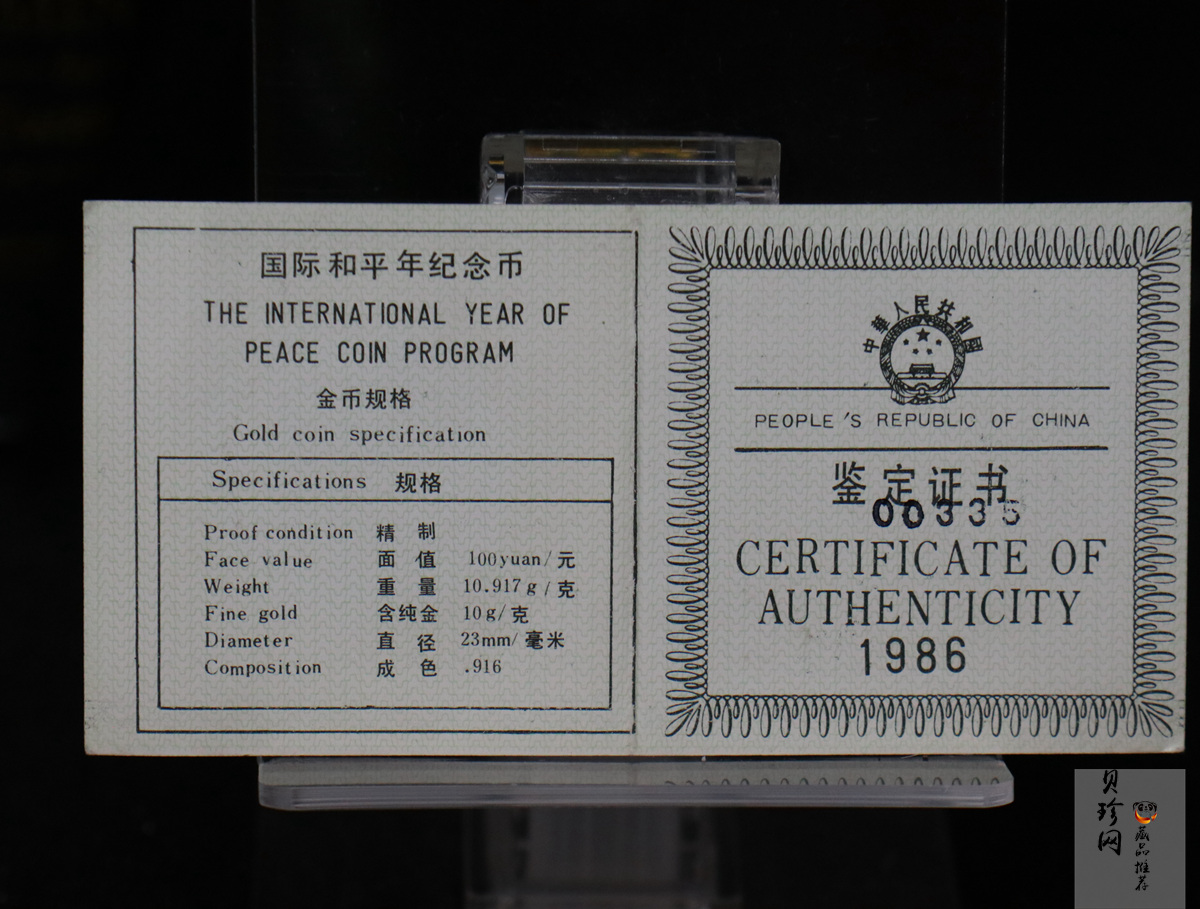 国际和平年纪念币
THE INTERNATIONAL YEAR OF
PEACE COIN PROGRAM
金币规格
Gold coin specification
Specifications 规格
Proof condition 精 制
Face value 面 值 100yuan/元
Weight 重 量 10.917g/克
Fine gold 含纯金 10g/克
Diameter 直 径 23mm/毫米
Composition 成 色 .916
中華人民共和國
PEOPLE'S REPUBLIC OF CHINA
鉴定证书
00335
CERTIFICATE OF
AUTHENTICITY
1986
贝珍网
藏品推荐